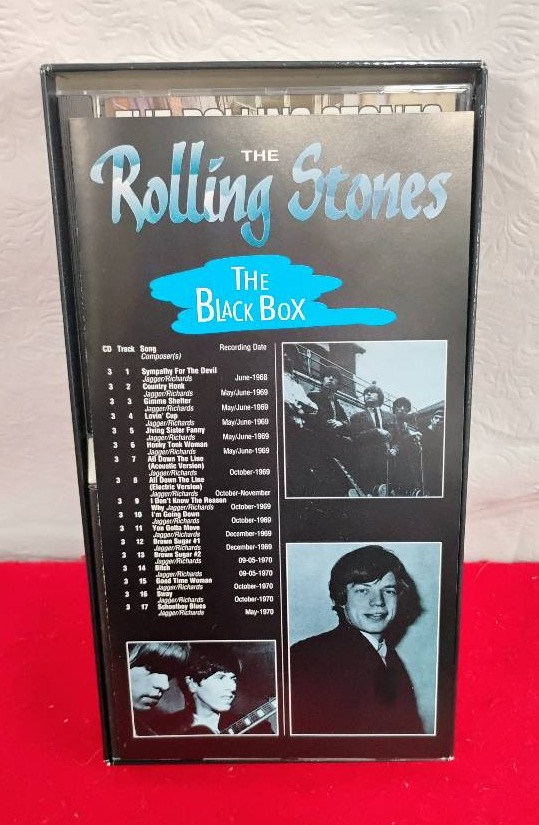 THE ROLLING STONES
THE
Rolling Stones
THE
BLACK BOX
CD Track Song Recording Date
Composer(s)
3 1 Sympathy For The Devil
Jagger/Richards June-1968
3 2 Country Honk
Jagger/Richards May/June-1969
3 3 Gimme Shelter
Jagger/Richards May/June-1969
3 4 Lovin' Cup
Jagger/Richards May/June-1969
3 5 Jiving Sister Fanny
Jagger/Richards May/June-1969
3 6 Honky Tonk Woman
Jagger/Richards May/June-1969
3 7 All Down The Line
(Acoustic Version)
Jagger/Richards October-1969
3 8 All Down The Line
(Electric Version)
Jagger/Richards October-November
3 9 I Don't Know The Reason
Why Jagger/Richards October-1969
3 10 I'm Going Down
Jagger/Richards October-1969
3 11 You Gotta Move
Jagger/Richards December-1969
3 12 Brown Sugar #1
Jagger/Richards December-1969
3 13 Brown Sugar #2
Jagger/Richards 09-05-1970
3 14 Bitch
Jagger/Richards 09-05-1970
3 15 Good Time Woman
Jagger/Richards October-1970
3 16 Sway
Jagger/Richards October-1970
3 17 Schoolboy Blues
Jagger/Richards May-1970